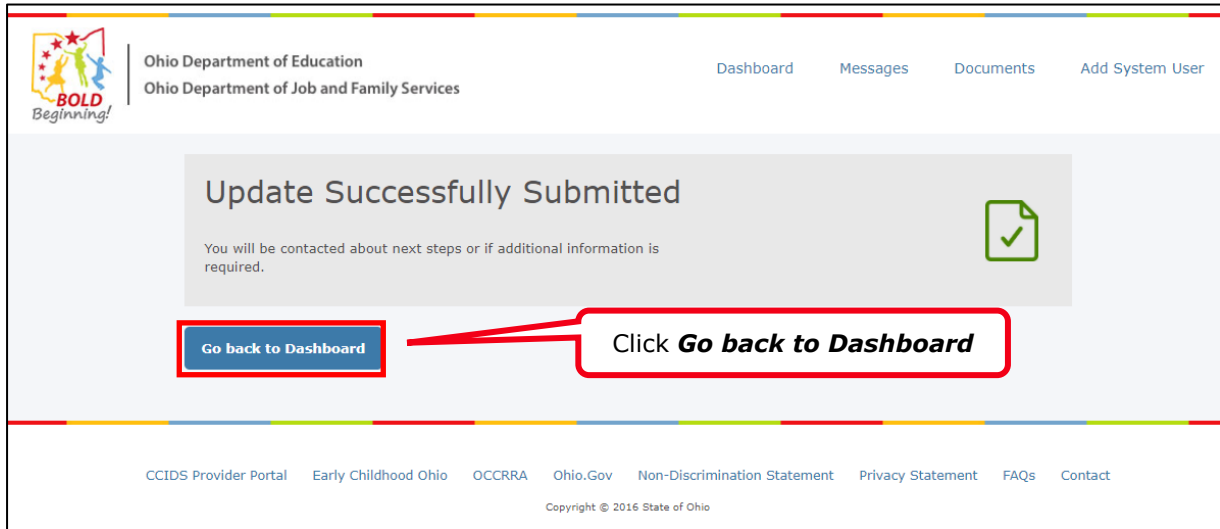 BOLD
Beginning!
Ohio Department of Education
Ohio Department of Job and Family Services
Dashboard Messages Documents Add System User
Update Successfully Submitted
You will be contacted about next steps or if additional information is
required.
Go back to Dashboard
Click Go back to Dashboard
CCIDS Provider Portal Early Childhood Ohio OCCRRA Ohio.Gov Non-Discrimination Statement Privacy Statement FAQs Contact
Copyright © 2016 State of Ohio